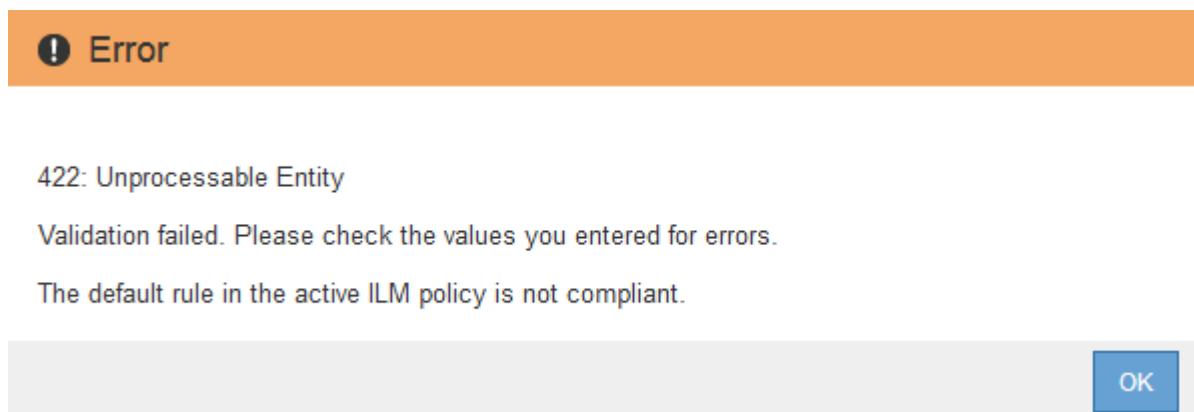 Error
422: Unprocessable Entity
Validation failed. Please check the values you entered for errors.
The default rule in the active ILM policy is not compliant.
OK